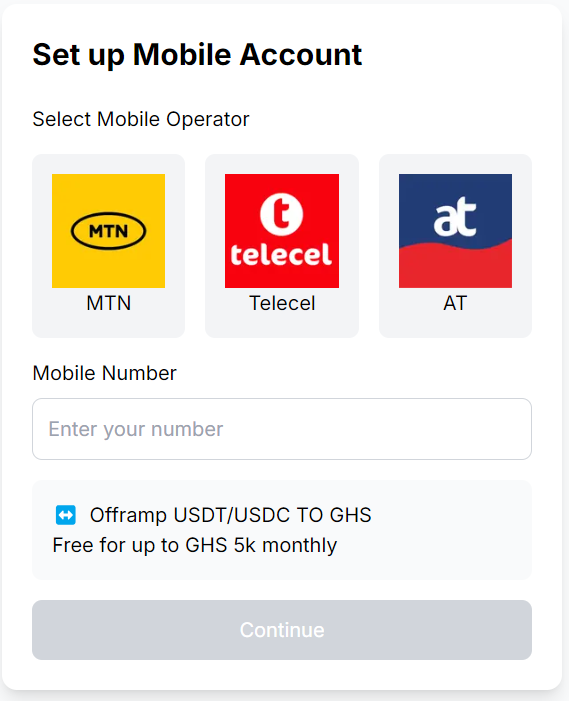 Set up Mobile Account
Select Mobile Operator
MTN
telecel
at
MTN
Telecel
AT
Mobile Number
Enter your number
Offramp USDT/USDC TO GHS
Free for up to GHS 5k monthly
Continue